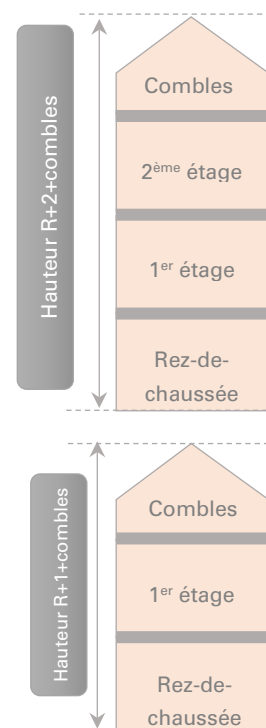 Hauteur R+2+combles
Combles
2ème étage
1er étage
Rez-de-
chaussée
Hauteur R+1+combles
Combles
1er étage
Rez-de-
chaussée